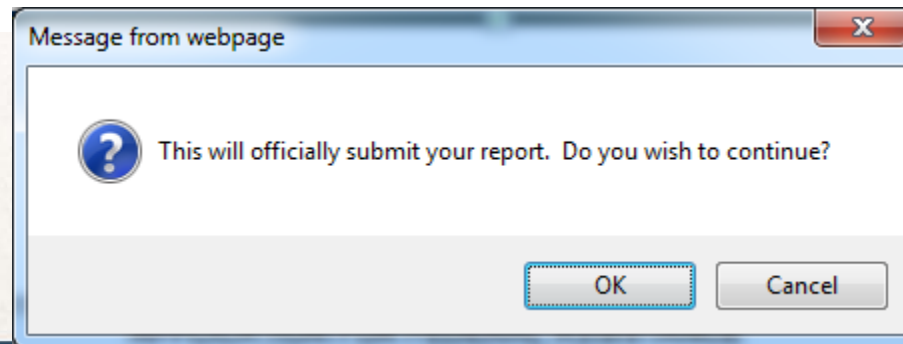 Message from webpage
This will officially submit your report.  Do you wish to continue?
OK
Cancel